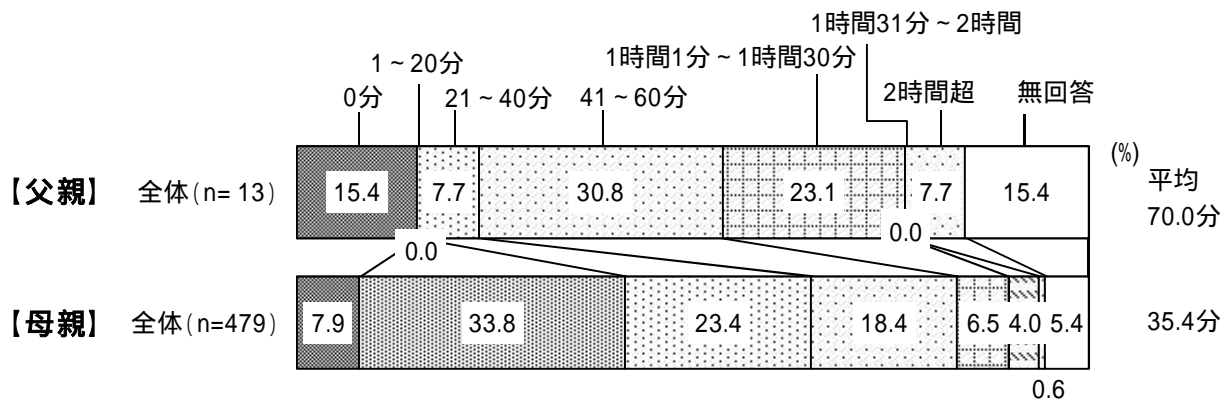 1時間31分～2時間
1時間1分～1時間30分
1～20分
0分 21～40分 41～60分 2時間超 無回答
(%)
平均
【父親】 全体(n= 13) 15.4 7.7 30.8 23.1 7.7 15.4 70.0分
0.0 0.0
【母親】 全体(n=479) 7.9 33.8 23.4 18.4 6.5 4.0 5.4 35.4分
0.6